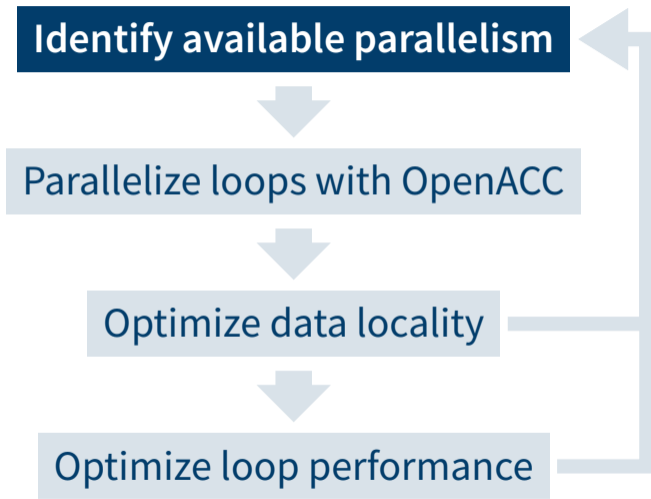 Identify available parallelism
Parallelize loops with OpenACC
Optimize data locality
Optimize loop performance